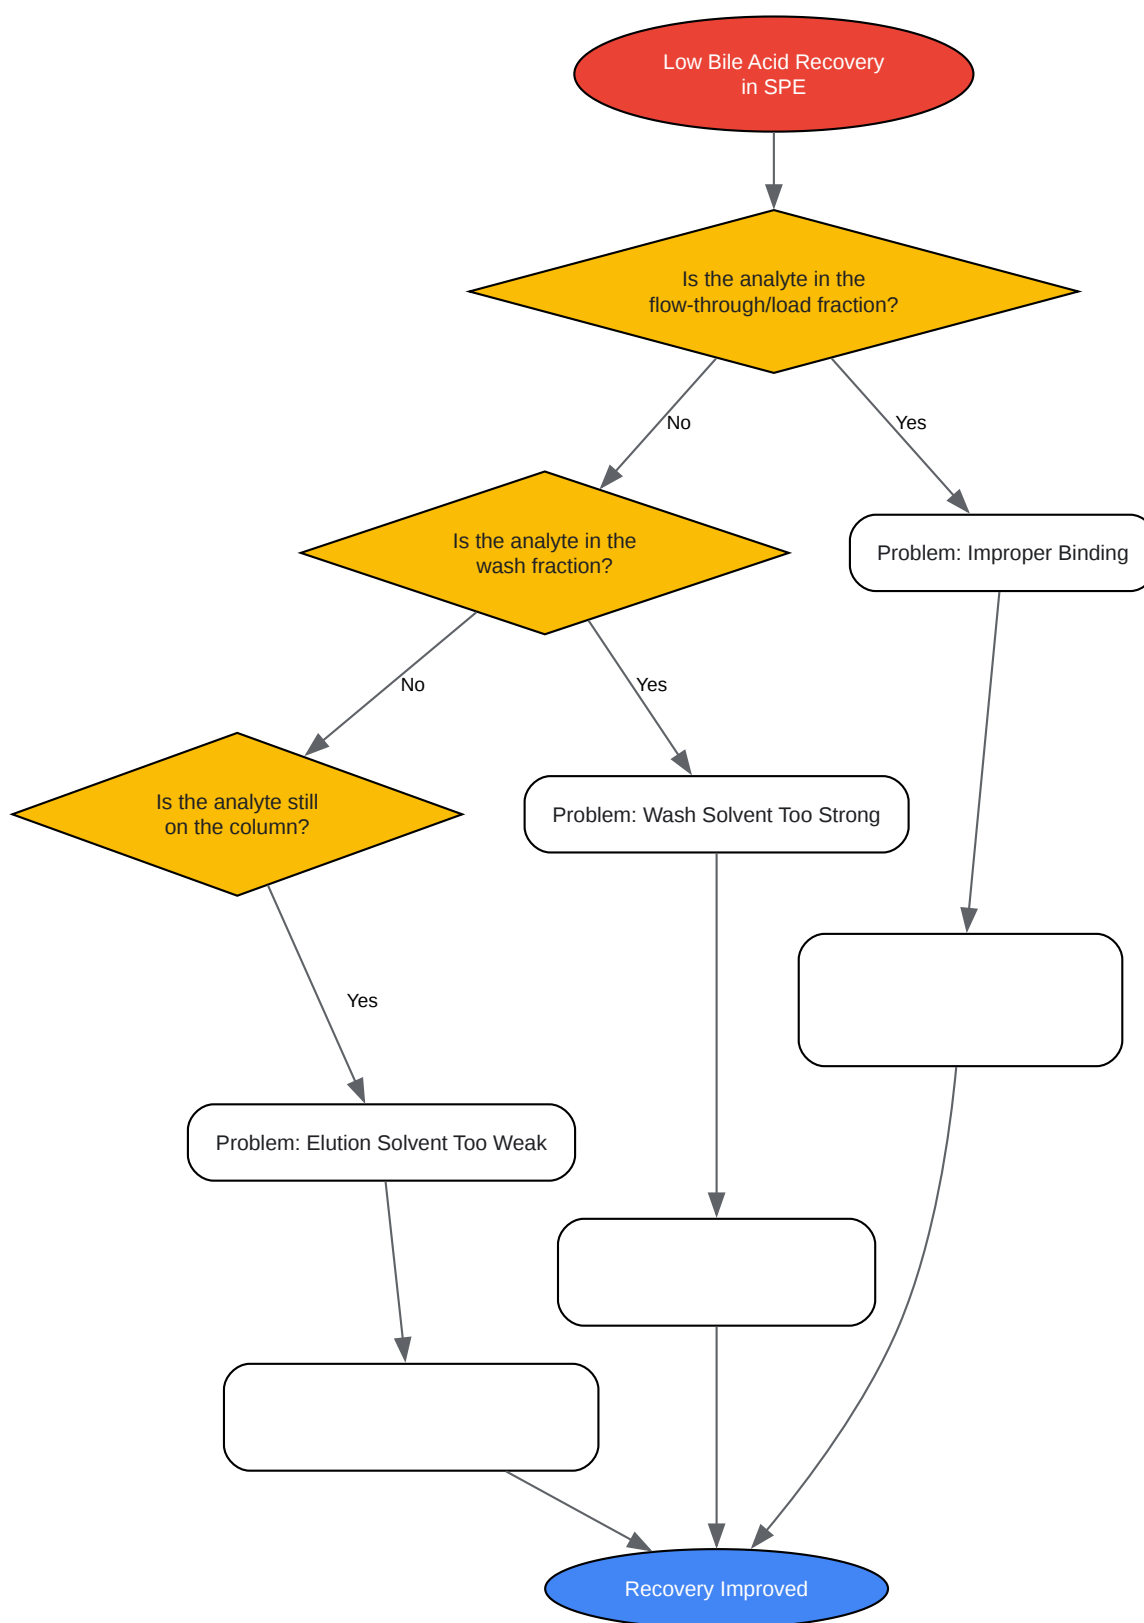 Low Bile Acid Recovery
in SPE
Is the analyte in the
flow-through/load fraction?
No
Yes
Is the analyte in the
wash fraction?
Problem: Improper Binding
No
Yes
Is the analyte still
on the column?
Problem: Wash Solvent Too Strong
Yes
Problem: Elution Solvent Too Weak
Recovery Improved